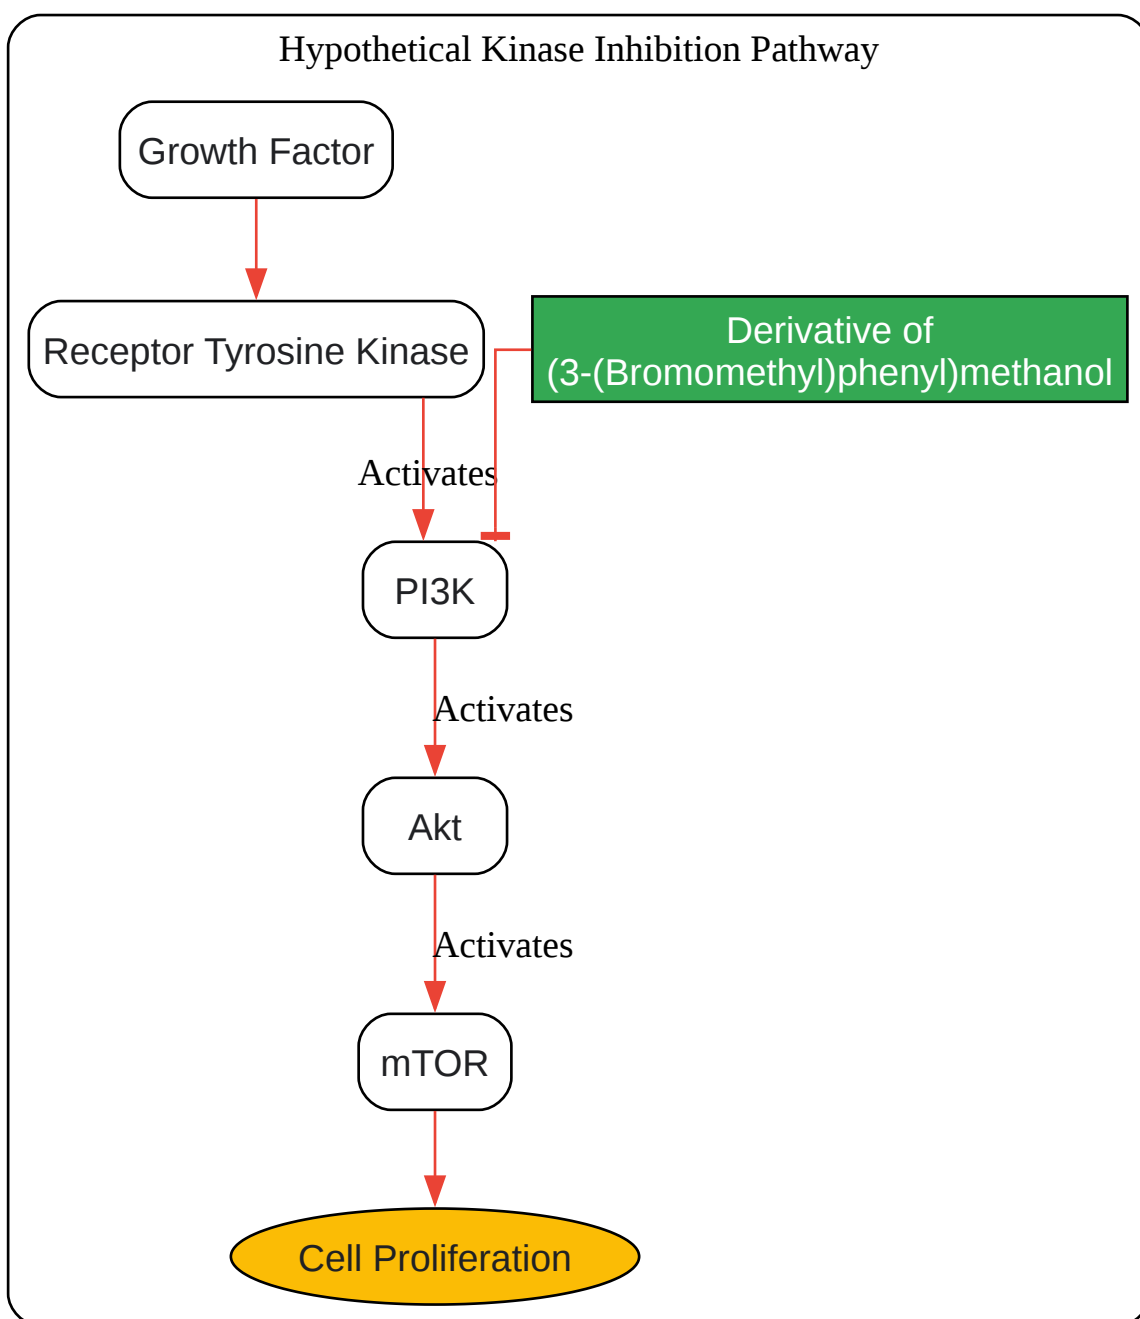 Hypothetical Kinase Inhibition Pathway
Growth Factor
Receptor Tyrosine Kinase
Derivative of
(3-(Bromomethyl)phenyl)methanol
Activates
PI3K
Activates
Akt
Activates
mTOR
Cell Proliferation